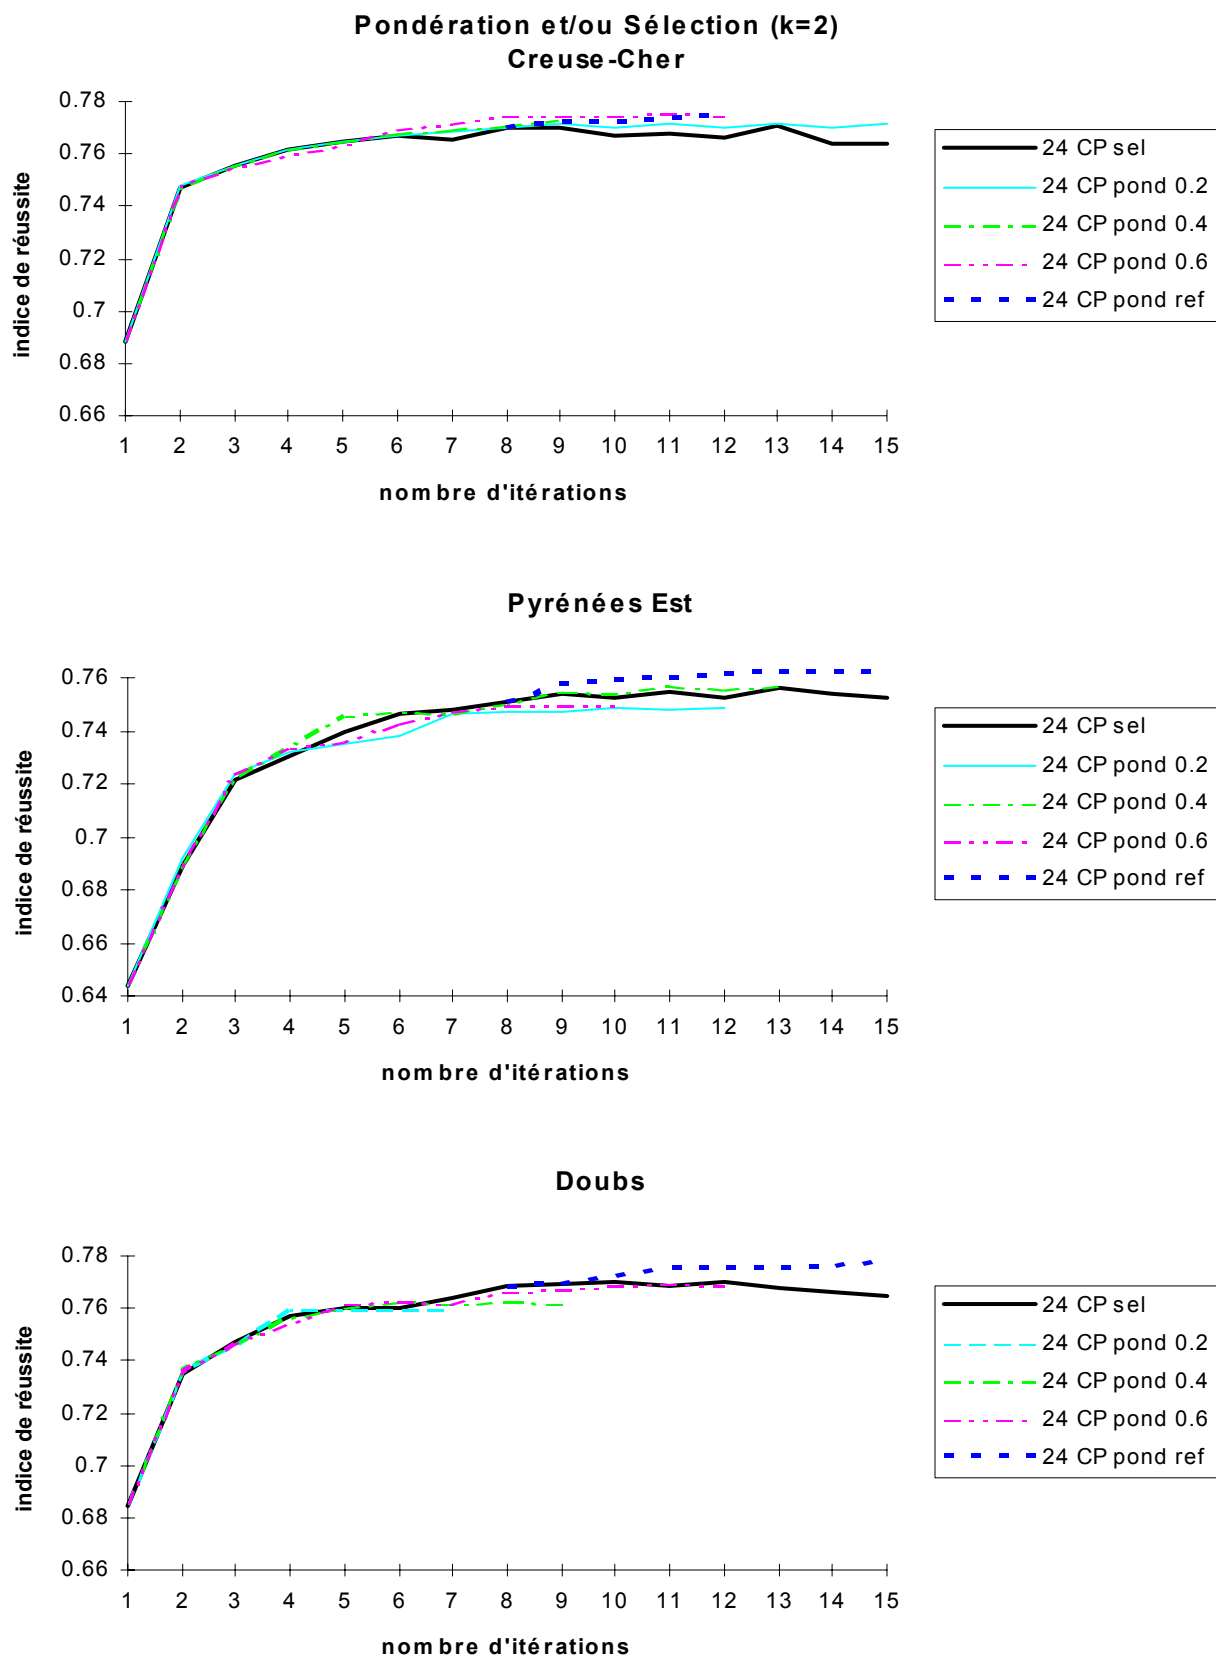 Pondération et/ou Sélection (k=2)
Creuse-Cher
indice de réussite
0.78
0.76
0.74
0.72
0.7
0.68
0.66
1 2 3 4 5 6 7 8 9 10 11 12 13 14 15
nombre d'itérations
24 CP sel
24 CP pond 0.2
24 CP pond 0.4
24 CP pond 0.6
24 CP pond ref
Pyrénées Est
indice de réussite
0.76
0.74
0.72
0.7
0.68
0.66
0.64
1 2 3 4 5 6 7 8 9 10 11 12 13 14 15
nombre d'itérations
24 CP sel
24 CP pond 0.2
24 CP pond 0.4
24 CP pond 0.6
24 CP pond ref
Doubs
indice de réussite
0.78
0.76
0.74
0.72
0.7
0.68
0.66
1 2 3 4 5 6 7 8 9 10 11 12 13 14 15
nombre d'itérations
24 CP sel
24 CP pond 0.2
24 CP pond 0.4
24 CP pond 0.6
24 CP pond ref